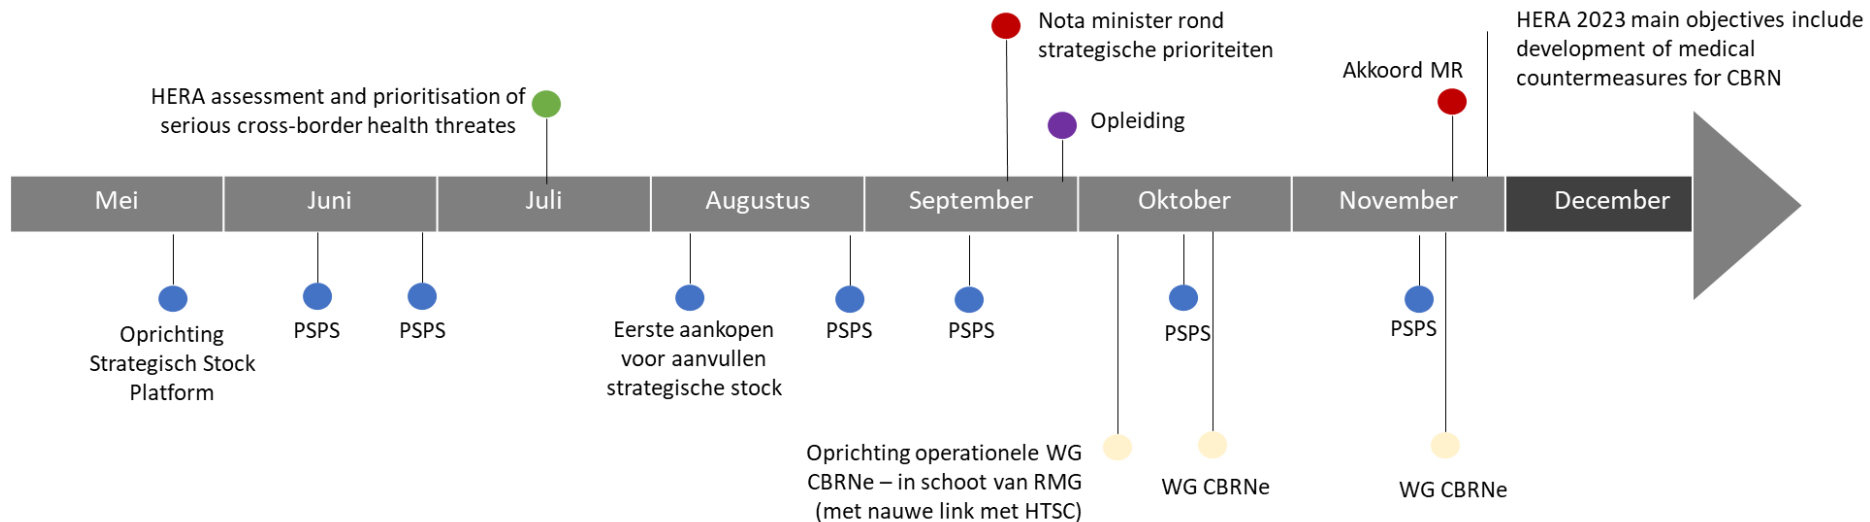 Nota minister rond
strategische prioriteiten
HERA 2023 main objectives include
development of medical
countermeasures for CBRN
Akkoord MR
HERA assessment and prioritisation of
serious cross-border health threates
Opleiding
Mei
Juni
Juli
Augustus
September
Oktober
November
December
Oprichting
Strategisch Stock
Platform
PSPS
PSPS
Eerste aankopen
voor aanvullen
strategische stock
PSPS
PSPS
PSPS
PSPS
Oprichting operationele WG
CBRNe – in schoot van RMG
(met nauwe link met HTSC)
WG CBRNe
WG CBRNe